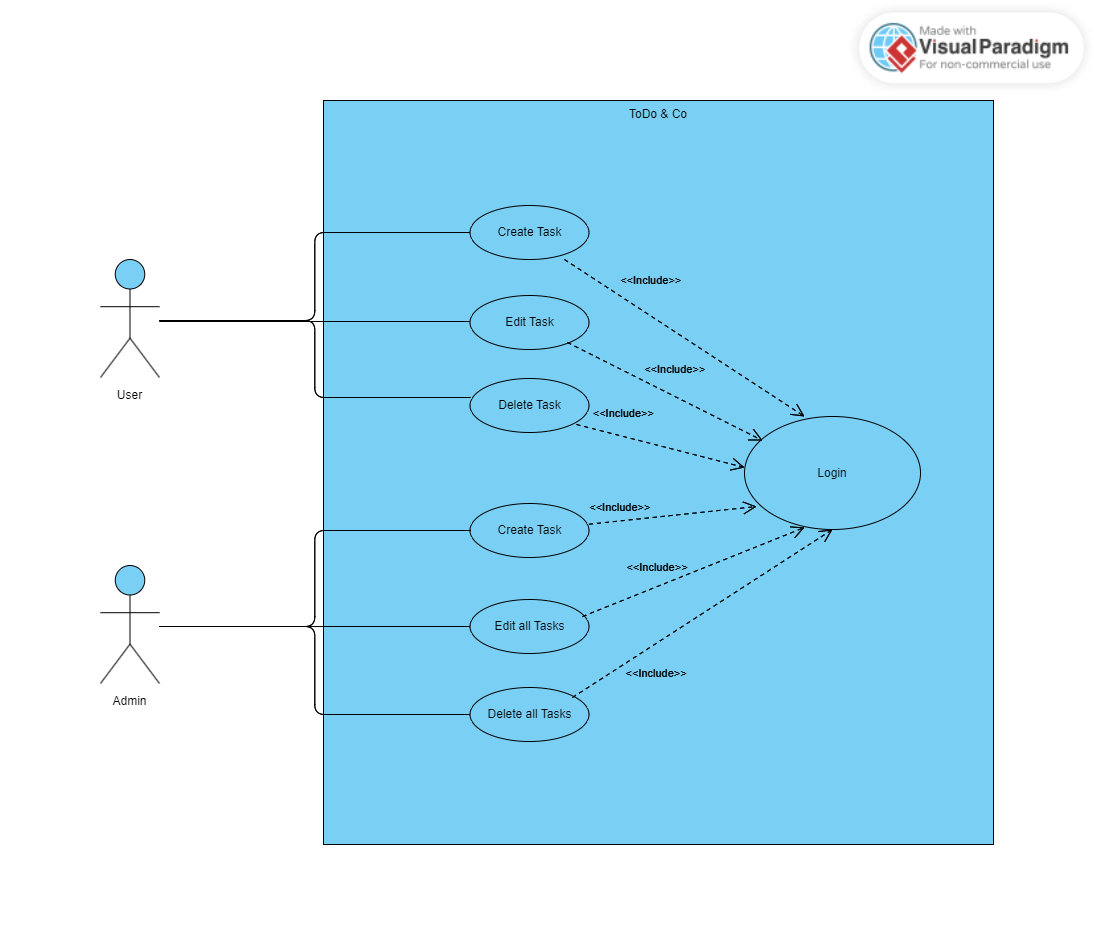 Made with
Visual Paradigm
For non-commercial use
ToDo & Co
Create Task
<<Include>>
Edit Task
<<Include>>
User
Delete Task
<<Include>>
Login
Create Task
<<Include>>
<<Include>>
Edit all Tasks
<<Include>>
Admin
Delete all Tasks